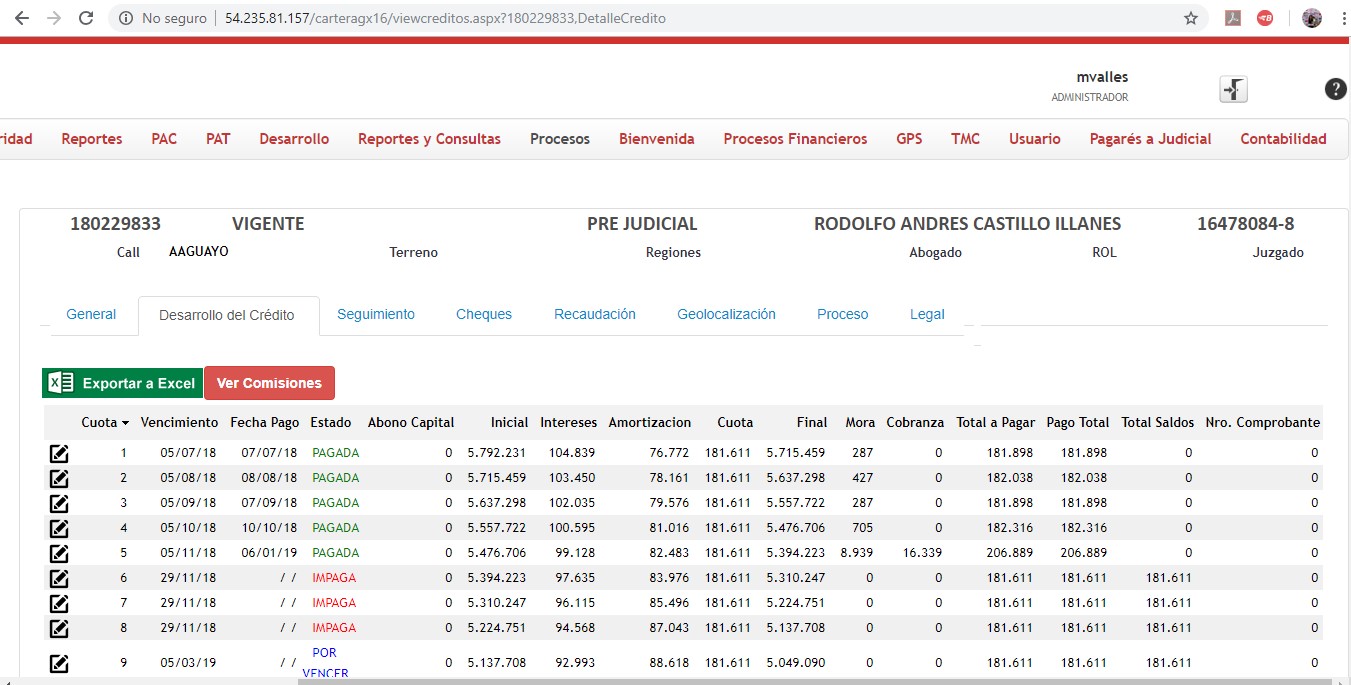 No seguro | 54.235.81.157/carteragx16/viewcreditos.aspx?180229833,DetalleCredito
mvalles
ADMINISTRADOR
ridad Reportes PAC PAT Desarrollo Reportes y Consultas Procesos Bienvenida Procesos Financieros GPS TMC Usuario Pagarés a Judicial Contabilidad
180229833 VIGENTE PRE JUDICIAL RODOLFO ANDRES CASTILLO ILLANES 16478084-8
Call AAGUAYO Terreno Regiones Abogado ROL Juzgado
General Desarrollo del Crédito Seguimiento Cheques Recaudación Geolocalización Proceso Legal
Exportar a Excel Ver Comisiones
Cuota Vencimiento Fecha Pago Estado Abono Capital Inicial Intereses Amortizacion Cuota Final Mora Cobranza Total a Pagar Pago Total Total Saldos Nro. Comprobante
1 05/07/18 07/07/18 PAGADA 0 5.792.231 104.839 76.772 181.611 5.715.459 287 0 181.898 181.898 0 0
2 05/08/18 08/08/18 PAGADA 0 5.715.459 103.450 78.161 181.611 5.637.298 427 0 182.038 182.038 0 0
3 05/09/18 07/09/18 PAGADA 0 5.637.298 102.035 79.576 181.611 5.557.722 287 0 181.898 181.898 0 0
4 05/10/18 10/10/18 PAGADA 0 5.557.722 100.595 81.016 181.611 5.476.706 705 0 182.316 182.316 0 0
5 05/11/18 06/01/19 PAGADA 0 5.476.706 99.128 82.483 181.611 5.394.223 8.939 16.339 206.889 206.889 0 0
6 29/11/18 / / IMPAGA 0 5.394.223 97.635 83.976 181.611 5.310.247 0 0 181.611 181.611 181.611 0
7 29/11/18 / / IMPAGA 0 5.310.247 96.115 85.496 181.611 5.224.751 0 0 181.611 181.611 181.611 0
8 29/11/18 / / IMPAGA 0 5.224.751 94.568 87.043 181.611 5.137.708 0 0 181.611 181.611 181.611 0
9 05/03/19 / / POR VENCER 0 5.137.708 92.993 88.618 181.611 5.049.090 0 0 181.611 181.611 181.611 0